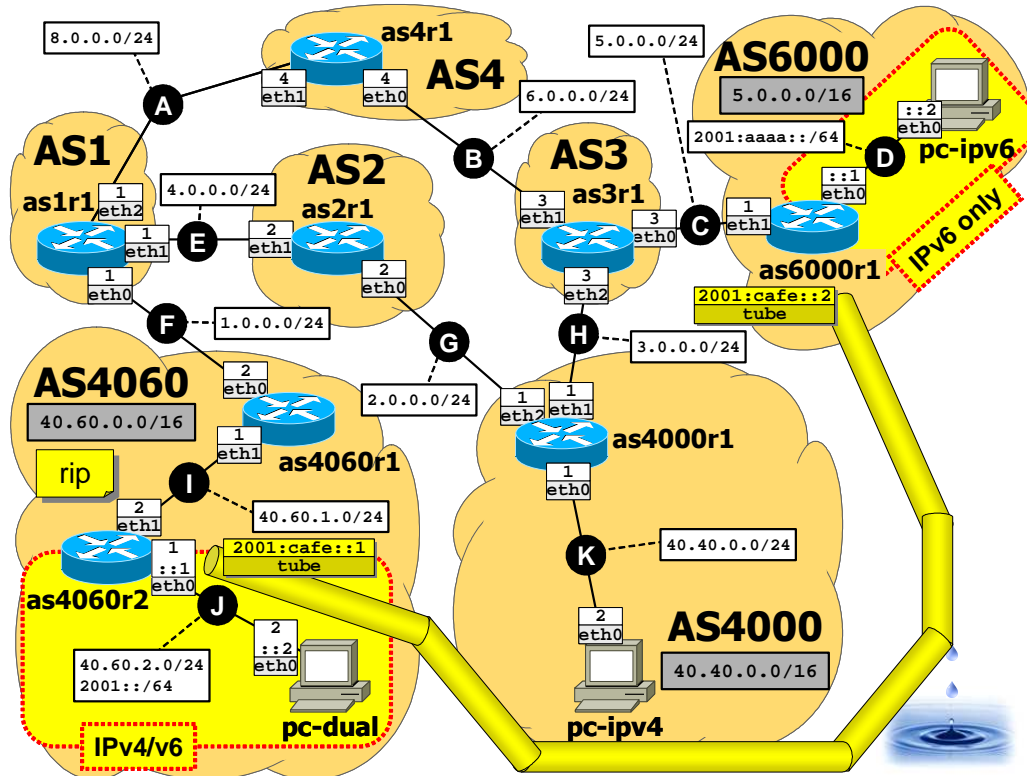 8.0.0.0/24
as4r1
AS4
4
eth1
4
eth0
A
5.0.0.0/24
6.0.0.0/24
AS6000
5.0.0.0/16
2001:aaaa::/64
::2
eth0
pc-ipv6
D
::1
eth0
IPv6 only
B
AS1
as1r1
1
eth2
1
eth1
1
eth0
4.0.0.0/24
E
AS2
as2r1
2
eth1
2
eth0
AS3
as3r1
3
eth1
3
eth0
3
eth2
C
1
eth1
as6000r1
2001:cafe::2
tube
F
1.0.0.0/24
G
2.0.0.0/24
H
3.0.0.0/24
AS4060
40.60.0.0/16
2
eth0
as4060r1
1
eth1
rip
I
40.60.1.0/24
2
eth1
as4060r2
1
::1
eth0
2001:cafe::1
tube
J
40.60.2.0/24
2001::/64
2
::2
eth0
pc-dual
IPv4/v6
1
eth2
1
eth1
as4000r1
1
eth0
K
40.40.0.0/24
2
eth0
pc-ipv4
AS4000
40.40.0.0/16